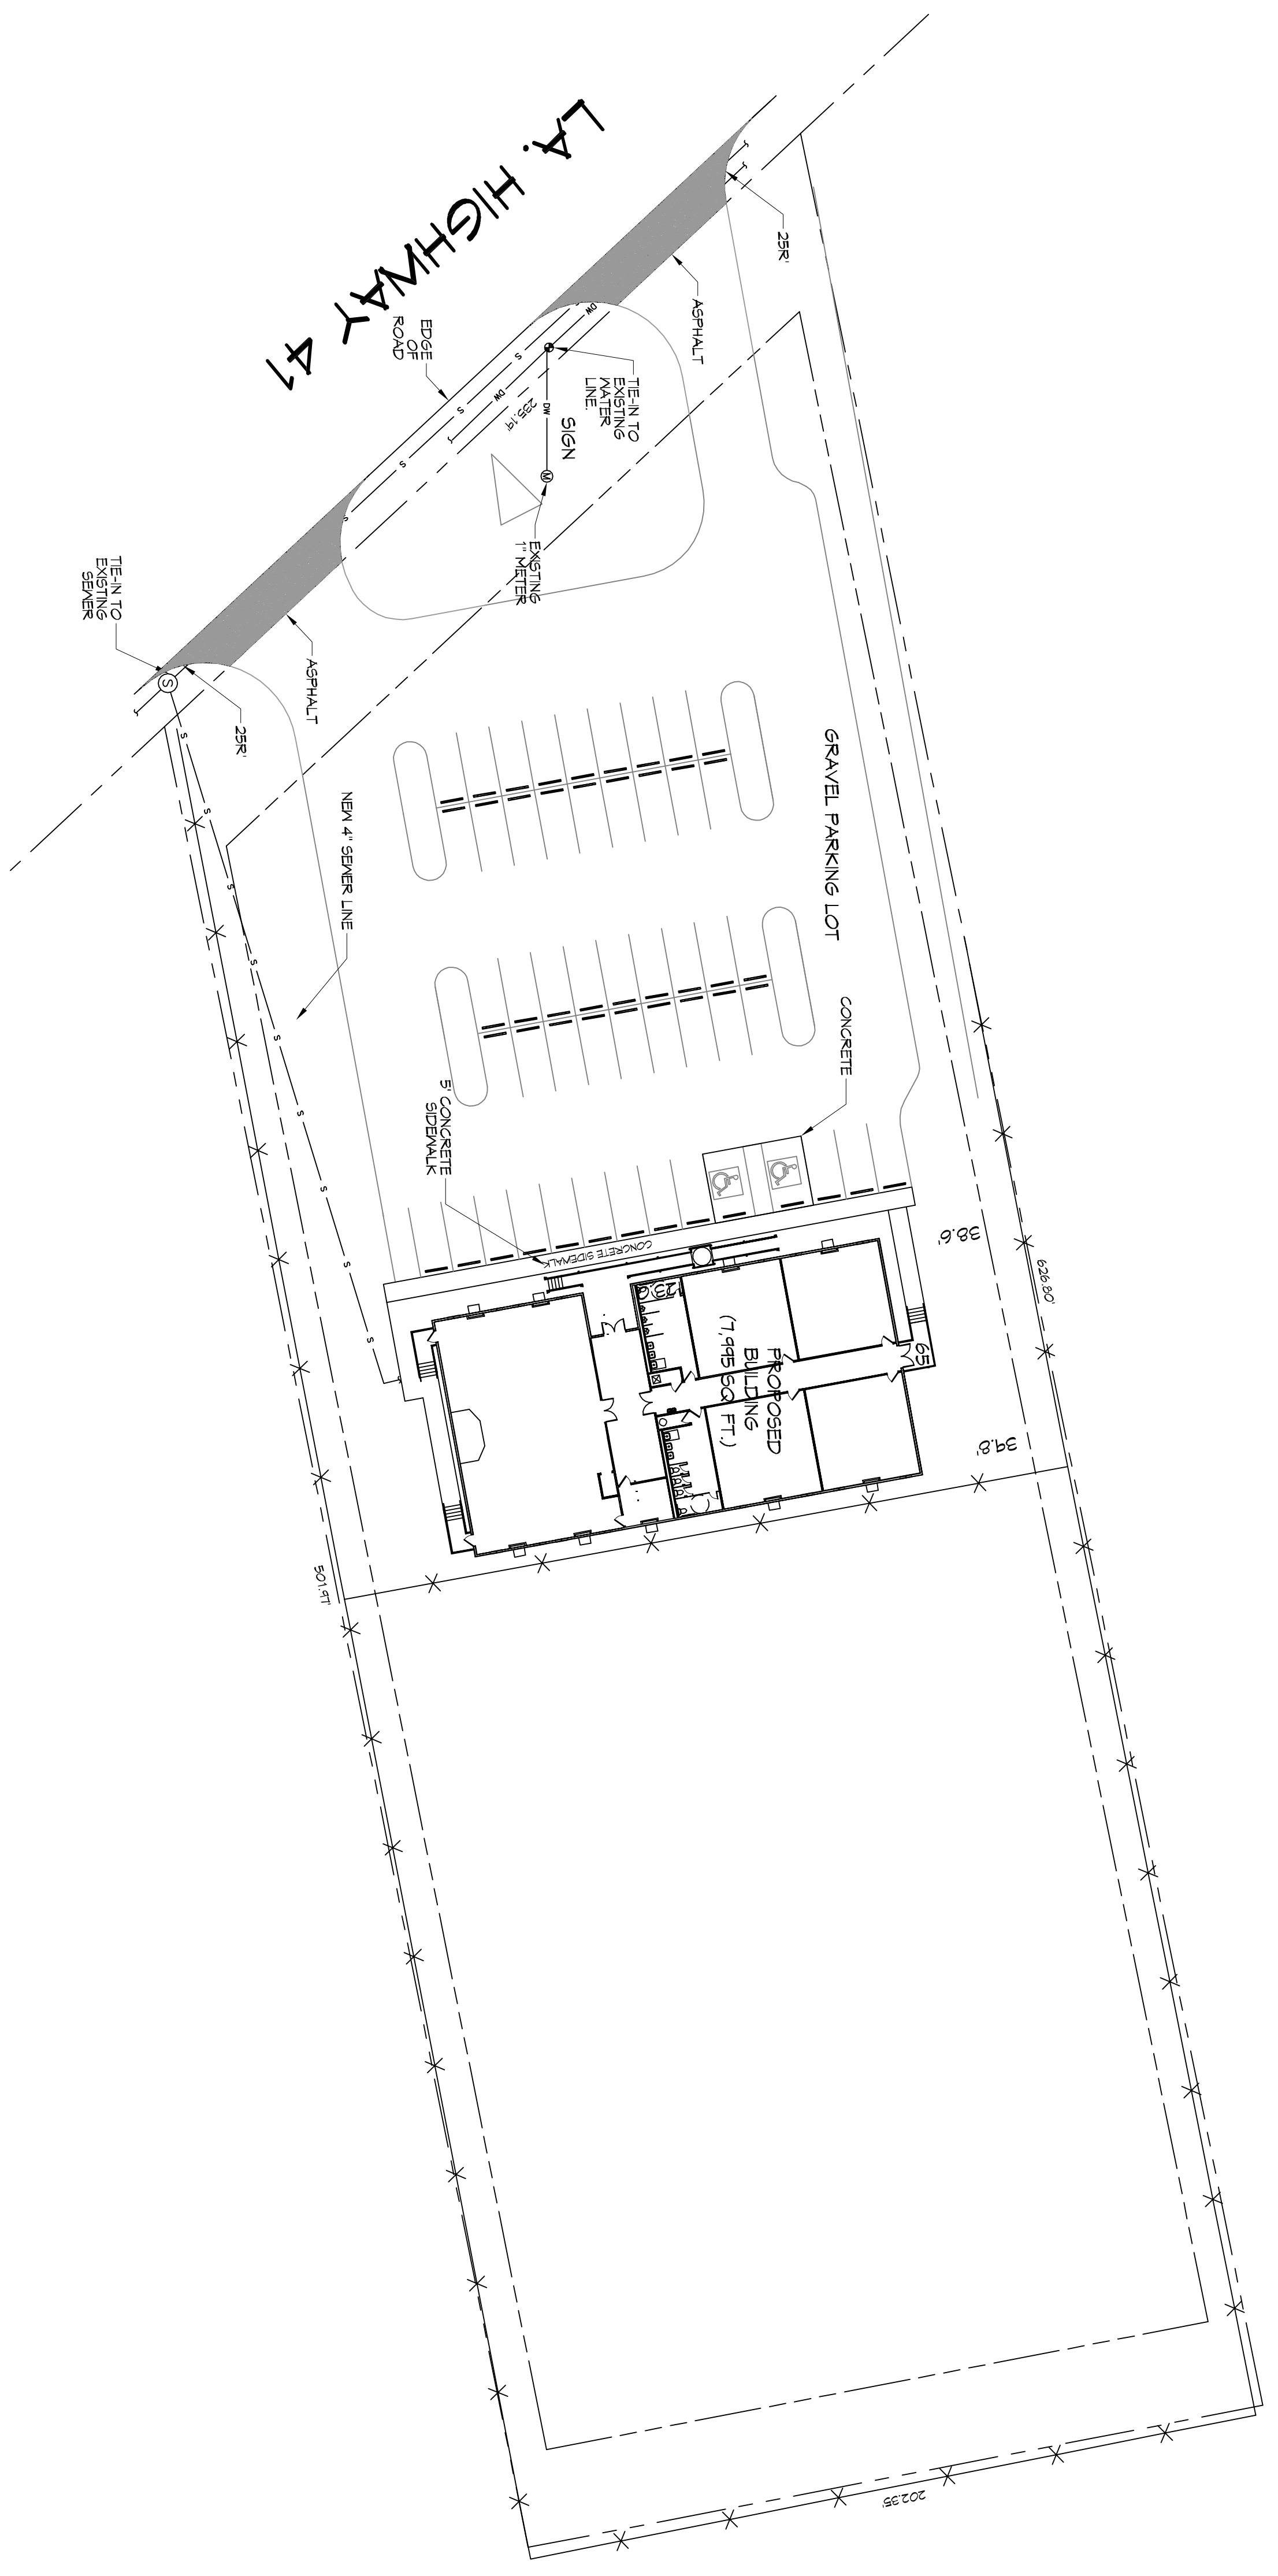 LA. HIGHWAY 41
25R'
ASPHALT
EDGE
OF
ROAD
DW
S
DW
S
S
S
235.19'
DW
TIE-IN TO
EXISTING
WATER
LINE.
SIGN
M
EXISTING
1" METER
TIE-IN TO
EXISTING
SEWER
S
ASPHALT
25R'
NEW 4" SEWER LINE
S
S
S
S
S
S
S
S
S
GRAVEL PARKING LOT
CONCRETE
5' CONCRETE
SIDEWALK
CONCRETE SIDEWALK
38.6'
626.80'
65
39.8'
PROPOSED
BUILDING
(7,995 SQ. FT.)
501.97'
202.35'